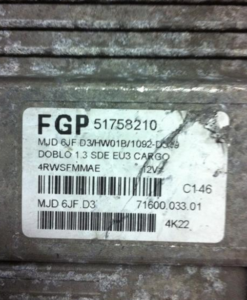 FGP 51758210
MJD 6JF D3/HW01B/1092-D349
DOBLO 1.3 SDE EU3 CARGO
4RWSFMMAE 12V
C146
MJD 6JF D3 71600.033.01
4K22